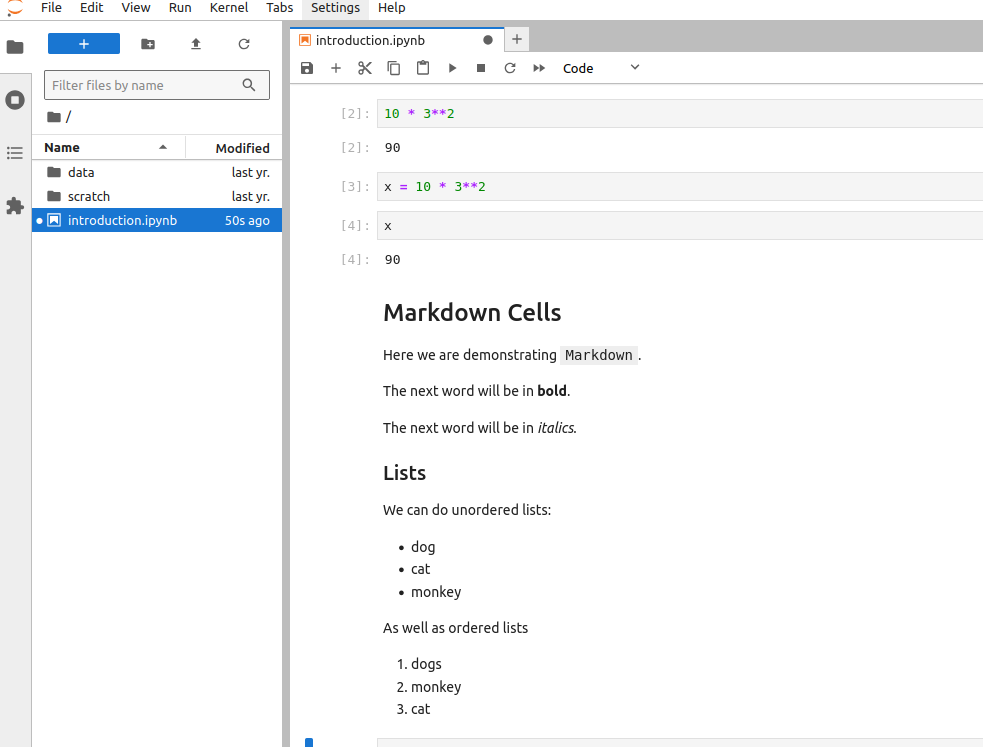 File Edit View Run Kernel Tabs Settings Help
introduction.ipynb
Code
Filter files by name
/
Name Modified
data last yr.
scratch last yr.
introduction.ipynb 50s ago
[2]: 10 * 3**2
[2]: 90
[3]: x = 10 * 3**2
[4]: x
[4]: 90
Markdown Cells
Here we are demonstrating Markdown.
The next word will be in bold.
The next word will be in italics.
Lists
We can do unordered lists:
• dog
• cat
• monkey
As well as ordered lists
1. dogs
2. monkey
3. cat